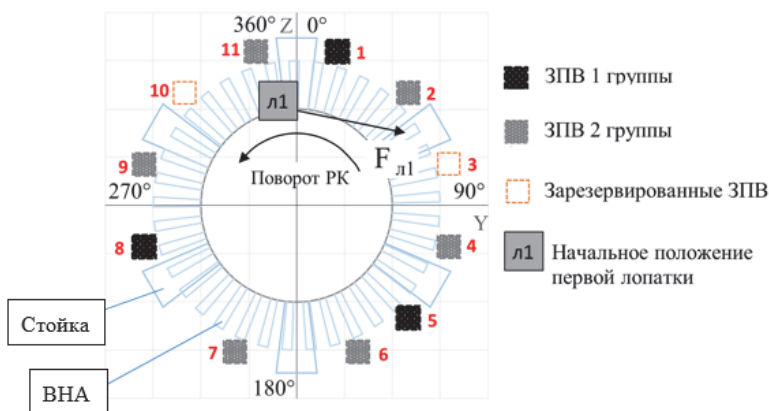 360° Z 0°
11
1
10
2
л1
F л1
9
3
Поворот РК
270°
90°
Y
8
4
Стойка
5
7
6
ВНА
180°
ЗПВ 1 группы
ЗПВ 2 группы
Зарезервированные ЗПВ
л1
Начальное положение
первой лопатки